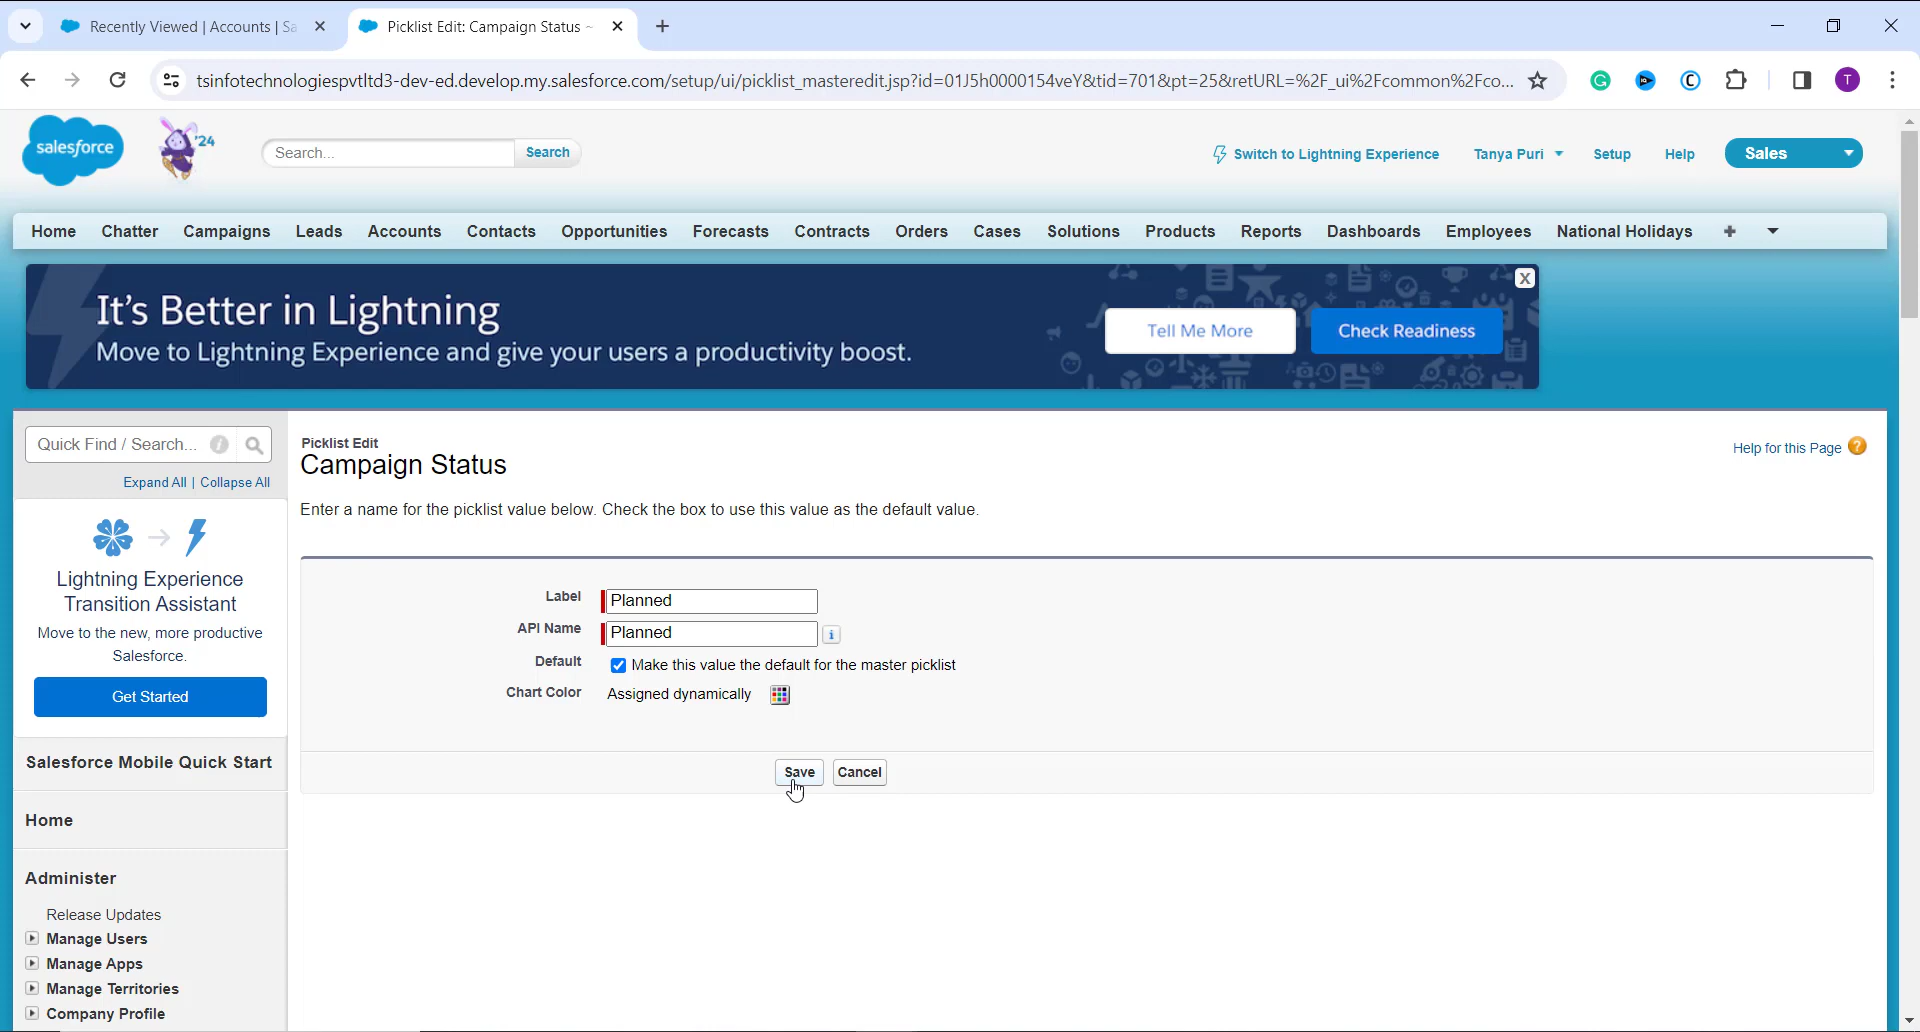 Recently Viewed | Accounts | Sa
Picklist Edit: Campaign Status ~
tsinfotechnologiespvtltd3-dev-ed.develop.my.salesforce.com/setup/ui/picklist_masteredit.jsp?id=01J5h0000154veY&tid=701&pt=25&retURL=%2F_ui%2Fcommon%2Fco...
T
salesforce
'24
Search...
Search
Switch to Lightning Experience
Tanya Puri
Setup
Help
Sales
Home
Chatter
Campaigns
Leads
Accounts
Contacts
Opportunities
Forecasts
Contracts
Orders
Cases
Solutions
Products
Reports
Dashboards
Employees
National Holidays
It's Better in Lightning
Move to Lightning Experience and give your users a productivity boost.
Tell Me More
Check Readiness
X
Quick Find / Search...
Expand All | Collapse All
Lightning Experience
Transition Assistant
Move to the new, more productive
Salesforce.
Get Started
Salesforce Mobile Quick Start
Home
Administer
Release Updates
Manage Users
Manage Apps
Manage Territories
Company Profile
Picklist Edit
Campaign Status
Help for this Page
Enter a name for the picklist value below. Check the box to use this value as the default value.
Label
Planned
API Name
Planned
Default
Make this value the default for the master picklist
Chart Color
Assigned dynamically
Save
Cancel